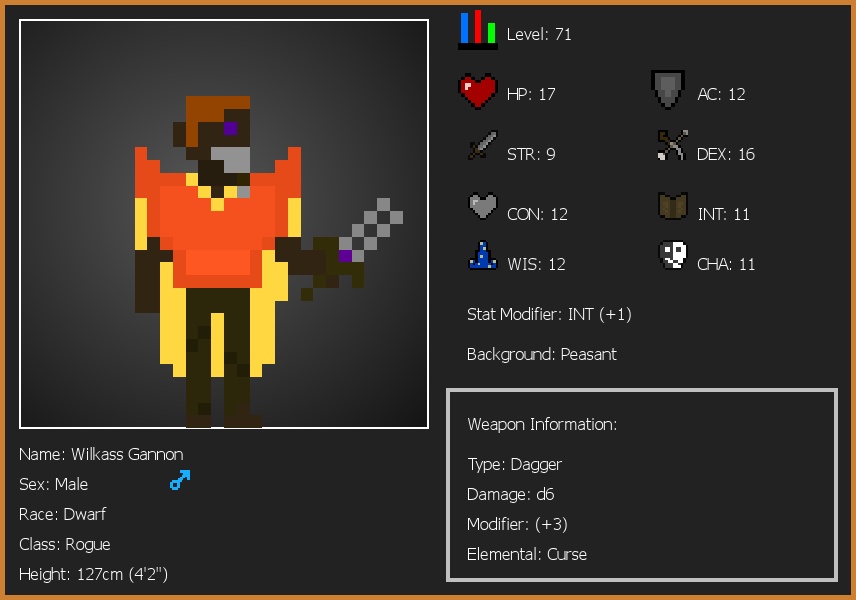 Level: 71
HP: 17
AC: 12
STR: 9
DEX: 16
CON: 12
INT: 11
WIS: 12
CHA: 11
Stat Modifier: INT (+1)
Background: Peasant
Weapon Information:
Type: Dagger
Damage: d6
Modifier: (+3)
Elemental: Curse
Name: Wilkass Gannon
Sex: Male
Race: Dwarf
Class: Rogue
Height: 127cm (4'2")